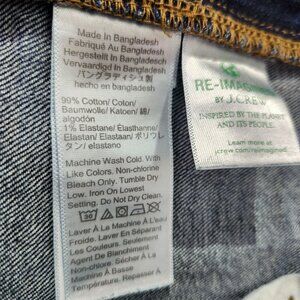 Made In Bangladesh
Fabriqué Au Bangladesh
Hergestellt In Bangladesh
Vervaardigd In Bangladesh
バングラディシュ製
99% Cotton/ Coton/
Baumwolle/ Katoen/ 綿/
algodón
1% Elastane/ Elasthanne/
Elastan/ Elastaan/ ポリウレ
タン/ elastano
Machine Wash Cold. With
Like Colors. Non-chlorine
Bleach Only. Tumble Dry
Low. Iron On Lowest
Setting. Do Not Dry Clean
30
Laver À La Machine À L'eau
Froide. Laver En Séparant
Les Couleurs. Seulement
Agent De Blanchiment
Non-Chlore. Sécher À La
Machine À Basse
Température. Repasser À
RE-IMAGINED
BY J.CREW
INSPIRED BY THE PLANET
AND ITS PEOPLE.
Learn more at
jcrew.com/reimagined